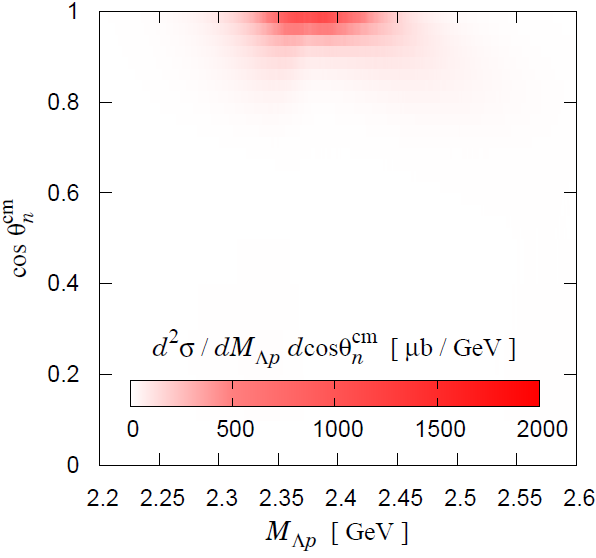 1
0.8
0.6
0.4
0.2
0
cos θ_n^cm
d²σ / dM_Λp dcosθ_n^cm [ μb / GeV ]
0 500 1000 1500 2000
2.2 2.25 2.3 2.35 2.4 2.45 2.5 2.55 2.6
M_Λp [ GeV ]